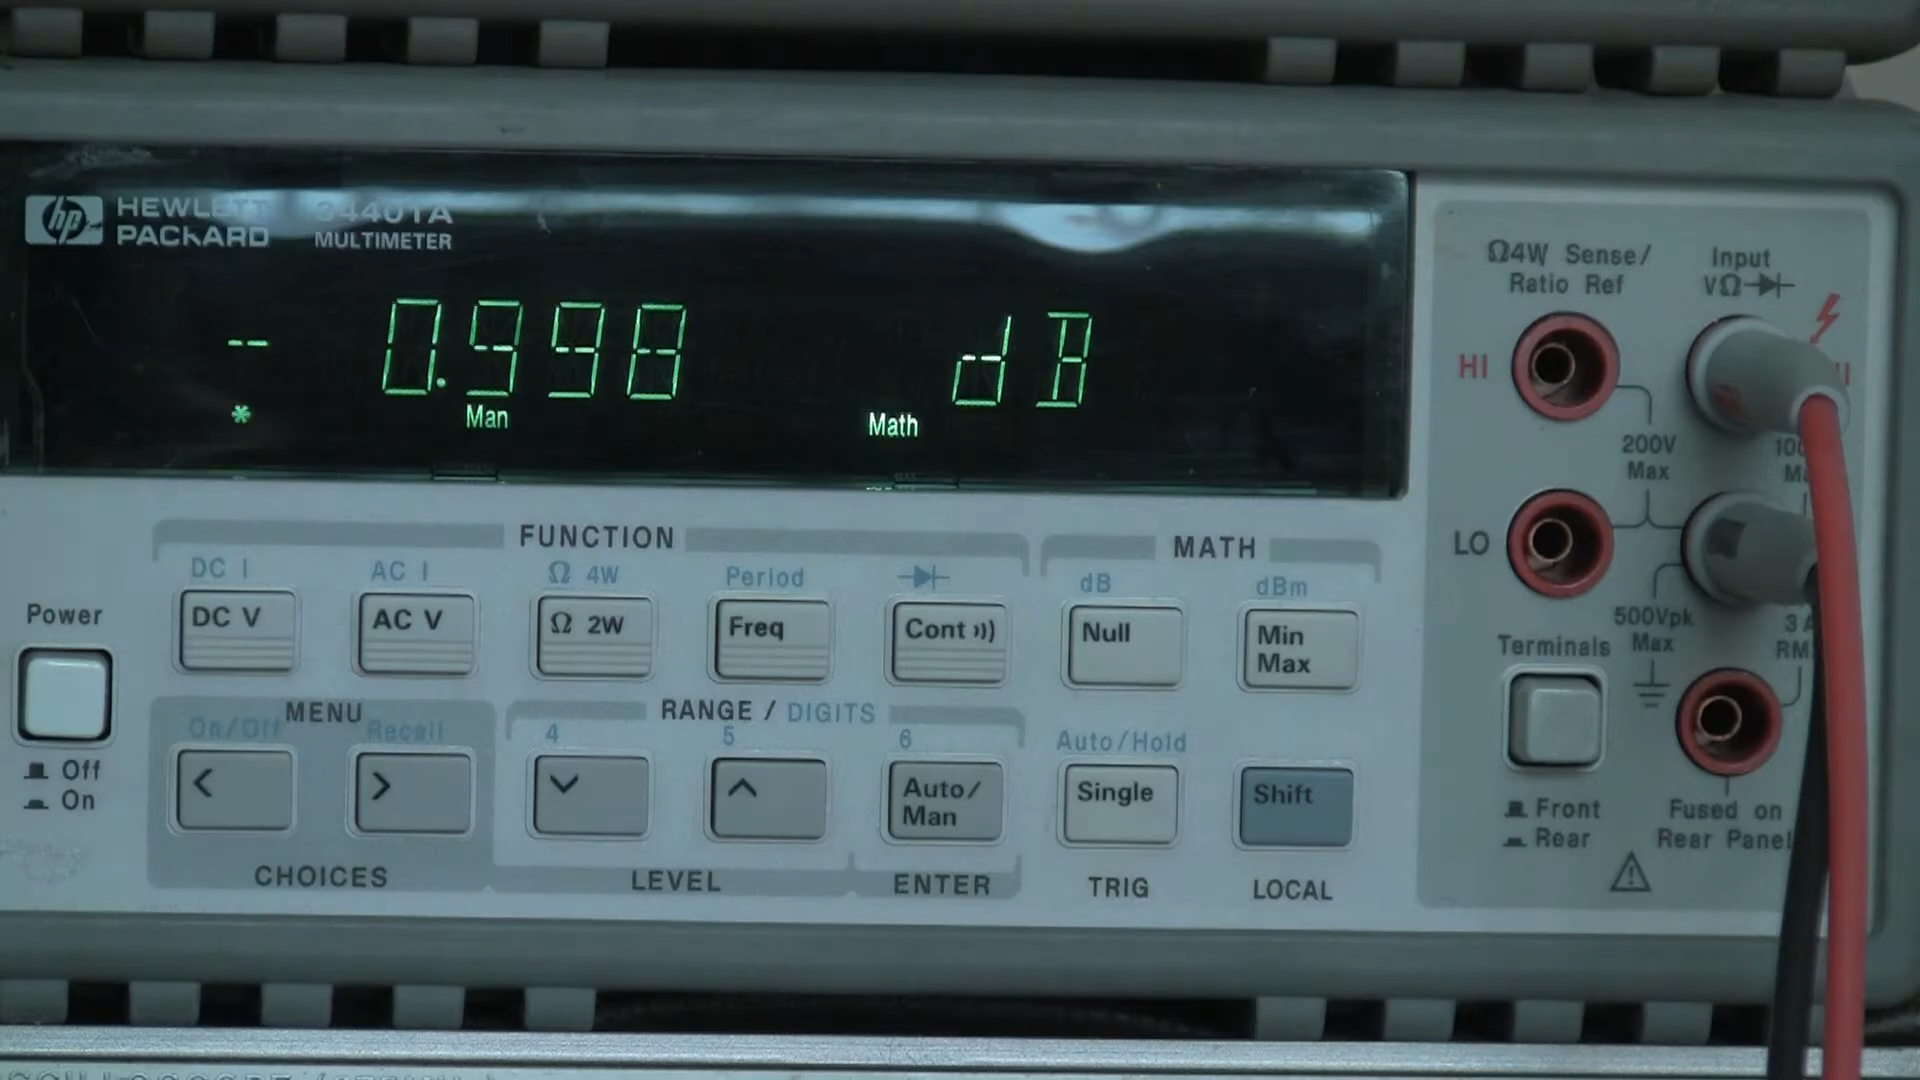 hp HEWLETT PACKARD
34401A
MULTIMETER
-0.998 dB
* Man Math
Ω4W Sense/
Ratio Ref
Input
VΩ
HI
200V
Max
LO
500Vpk
Max
Terminals
Front
Rear
Fused on
Rear Panel
FUNCTION
MATH
DC I
AC I
Ω 4W
Period
dB
dBm
Power
DC V
AC V
Ω 2W
Freq
Cont
Null
Min
Max
Off
On
MENU
RANGE / DIGITS
On/Off
Recall
4
5
6
Auto/Hold
<
>
Auto/
Man
Single
Shift
CHOICES
LEVEL
ENTER
TRIG
LOCAL